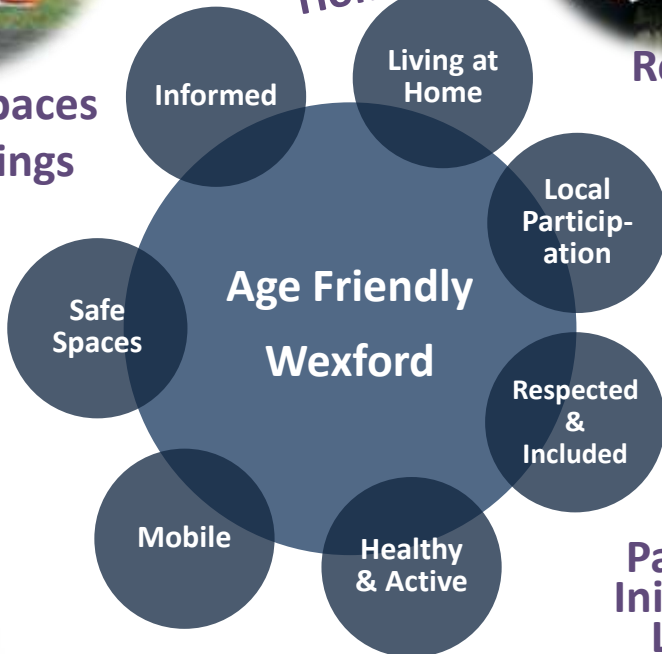 Informed
Living at
Home
Local
Particip-
ation
Safe
Spaces
Age Friendly
Wexford
Respected
&
Included
Mobile
Healthy
& Active